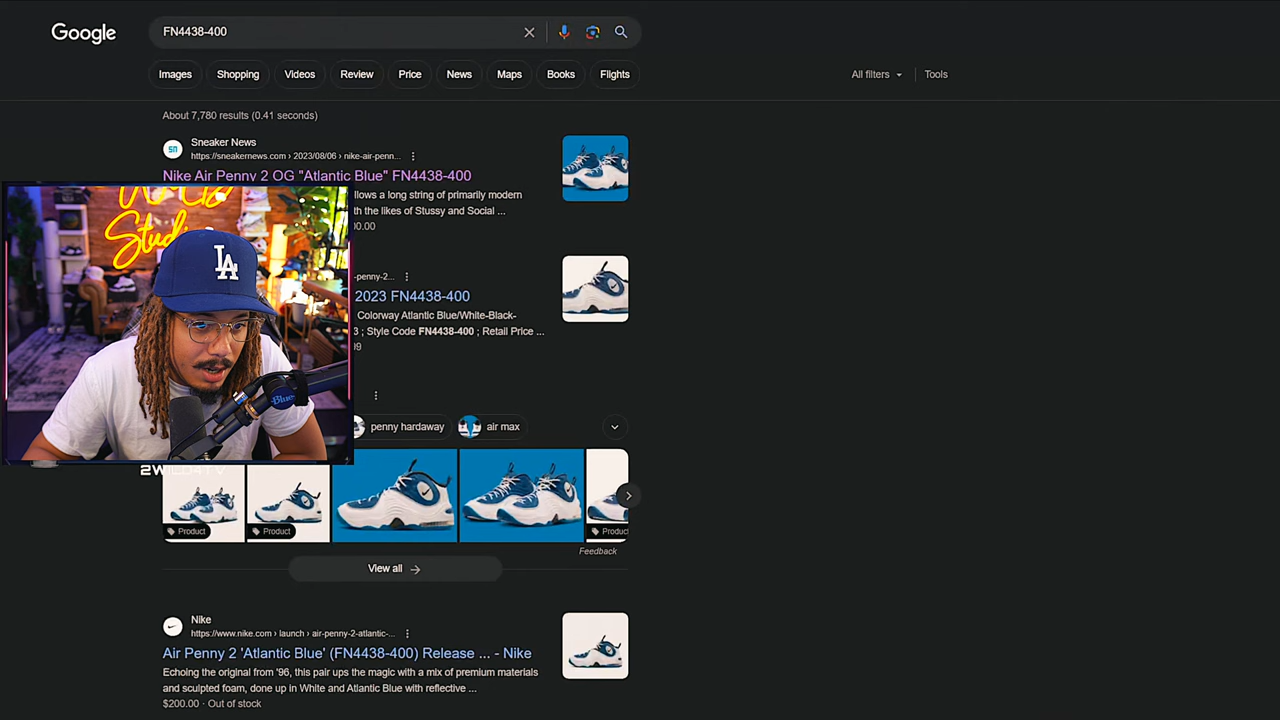 Google
FN4438-400
Images
Shopping
Videos
Review
Price
News
Maps
Books
Flights
All filters
Tools
About 7,780 results (0.41 seconds)
Sneaker News
https://sneakernews.com › 2023/08/06 › nike-air-penn...
Nike Air Penny 2 OG "Atlantic Blue" FN4438-400
llows a long string of primarily modern
th the likes of Stussy and Social ...
00.00
-penny-2...
2023 FN4438-400
Colorway Atlantic Blue/White-Black-
3 ; Style Code FN4438-400 ; Retail Price ...
99
Studio
LA
Blue
penny hardaway
air max
2WILD4TV
Product
Product
Product
Feedback
View all
Nike
https://www.nike.com › launch › air-penny-2-atlantic-...
Air Penny 2 'Atlantic Blue' (FN4438-400) Release ... - Nike
Echoing the original from '96, this pair ups the magic with a mix of premium materials
and sculpted foam, done up in White and Atlantic Blue with reflective ...
$200.00 · Out of stock